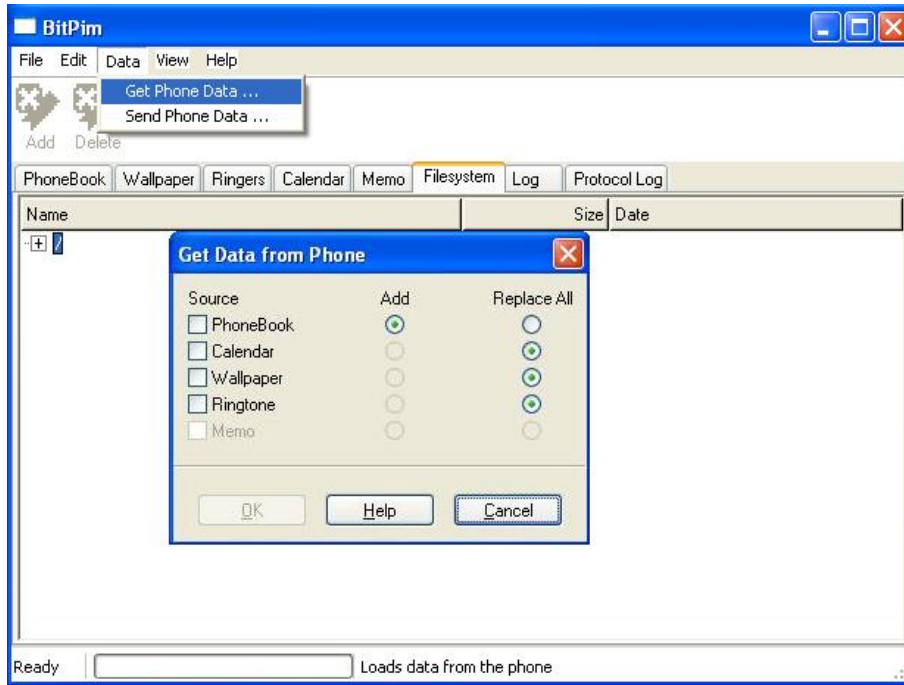 BitPim
File Edit Data View Help
Get Phone Data ...
Send Phone Data ...
Add Delete
PhoneBook Wallpaper Ringers Calendar Memo Filesystem Log Protocol Log
Name Size Date
/
Get Data from Phone
Source Add Replace All
PhoneBook
Calendar
Wallpaper
Ringtone
Memo
OK Help Cancel
Ready Loads data from the phone